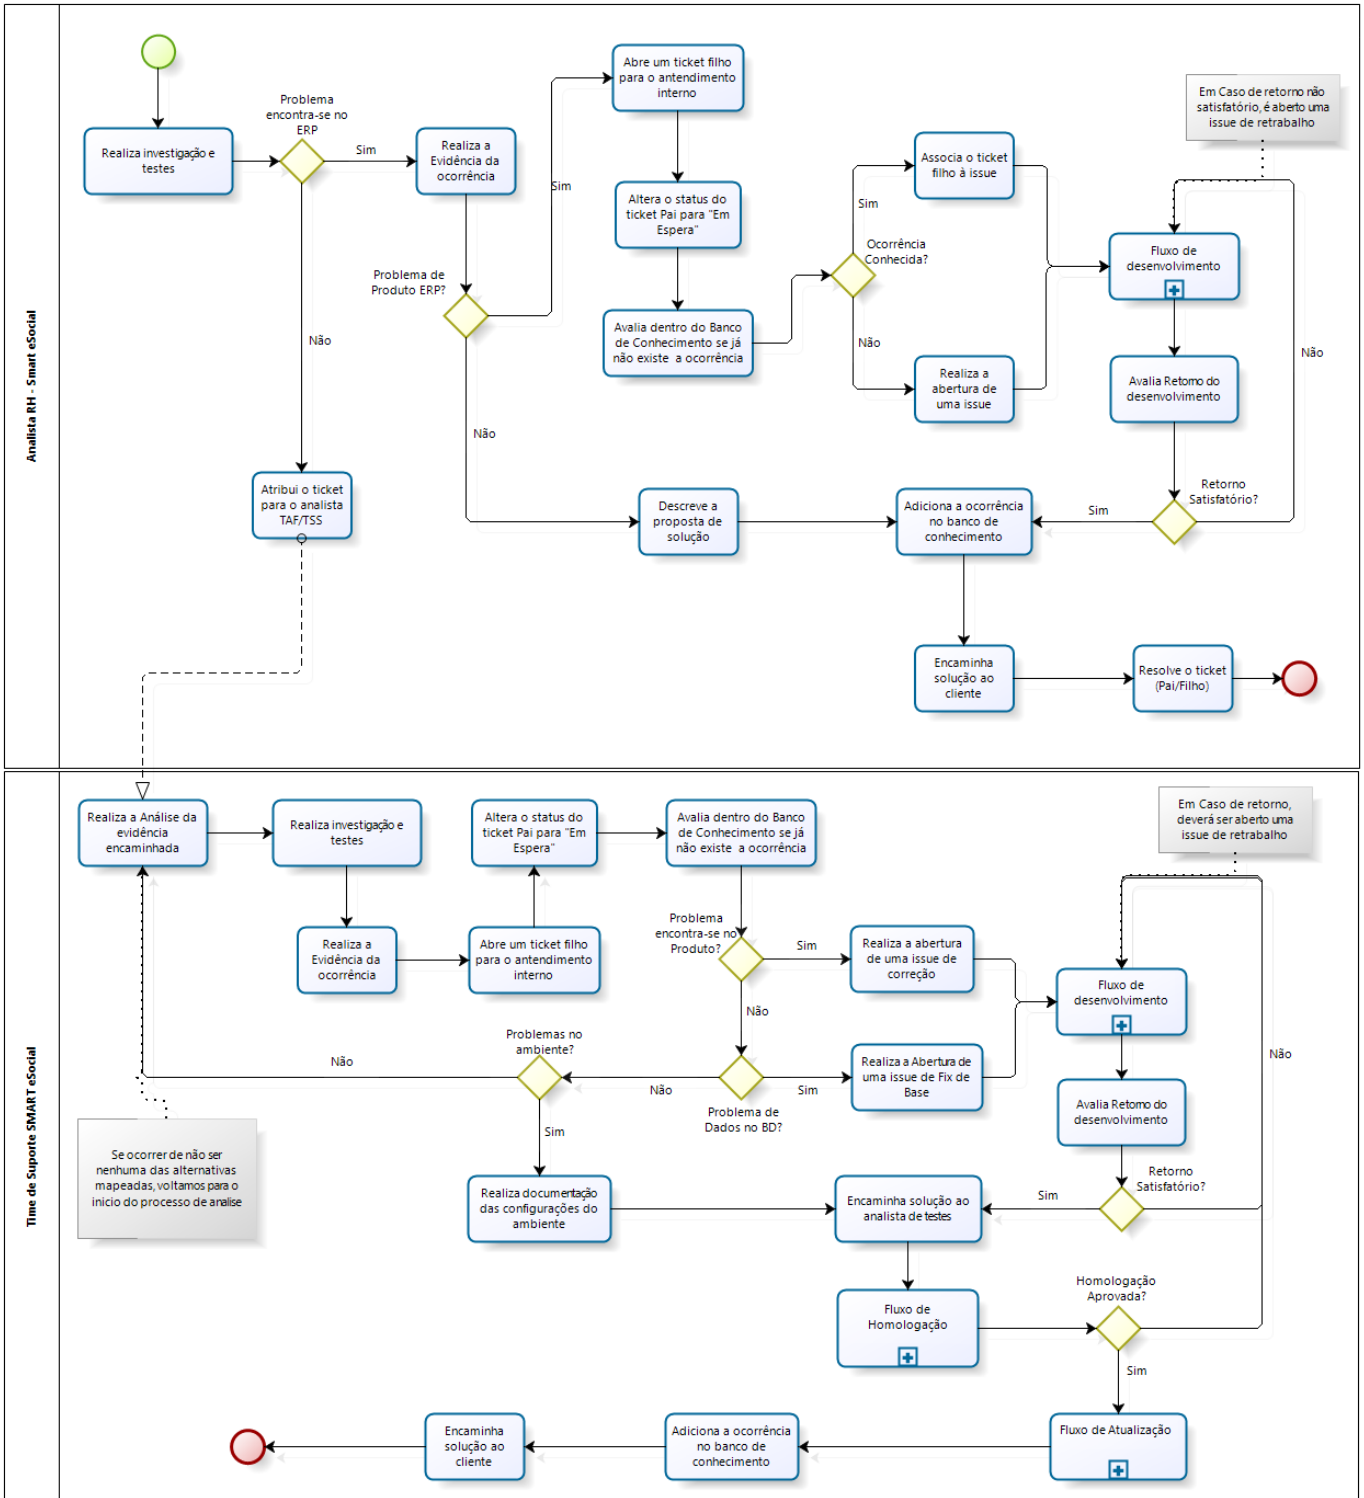 Analista RH - Smart eSocial
Realiza investigação e
testes
Problema
encontra-se no
ERP
Sim
Não
Realiza a
Evidência da
ocorrência
Problema de
Produto ERP?
Sim
Não
Abre um ticket filho
para o antendimento
interno
Altera o status do
ticket Pai para "Em
Espera"
Avalia dentro do Banco
de Conhecimento se já
não existe a ocorrência
Ocorrência
Conhecida?
Sim
Não
Associa o ticket
filho à issue
Realiza a
abertura de
uma issue
Em Caso de retorno não
satisfatório, é aberto uma
issue de retrabalho
Fluxo de
desenvolvimento
Avalia Retorno do
desenvolvimento
Retorno
Satisfatório?
Sim
Não
Atribui o ticket
para o analista
TAF/TSS
Descreve a
proposta de
solução
Adiciona a ocorrência
no banco de
conhecimento
Encaminha
solução ao
cliente
Resolve o ticket
(Pai/Filho)
Time de Suporte SMART eSocial
Realiza a Análise da
evidência
encaminhada
Realiza investigação e
testes
Realiza a
Evidência da
ocorrência
Abre um ticket filho
para o antendimento
interno
Altera o status do
ticket Pai para "Em
Espera"
Avalia dentro do Banco
de Conhecimento se já
não existe a ocorrência
Problema
encontra-se no
Produto?
Sim
Não
Realiza a abertura
de uma issue de
correção
Problema de
Dados no BD?
Sim
Não
Realiza a Abertura de
uma issue de Fix de
Base
Problemas no
ambiente?
Não
Sim
Se ocorrer de não ser
nenhuma das alternativas
mapeadas, voltamos para o
inicio do processo de analise
Em Caso de retorno,
deverá ser aberto uma
issue de retrabalho
Fluxo de
desenvolvimento
Avalia Retorno do
desenvolvimento
Retorno
Satisfatório?
Sim
Não
Realiza documentação
das configurações do
ambiente
Encaminha solução ao
analista de testes
Fluxo de
Homologação
Homologação
Aprovada?
Sim
Fluxo de Atualização
Adiciona a ocorrência
no banco de
conhecimento
Encaminha
solução ao
cliente